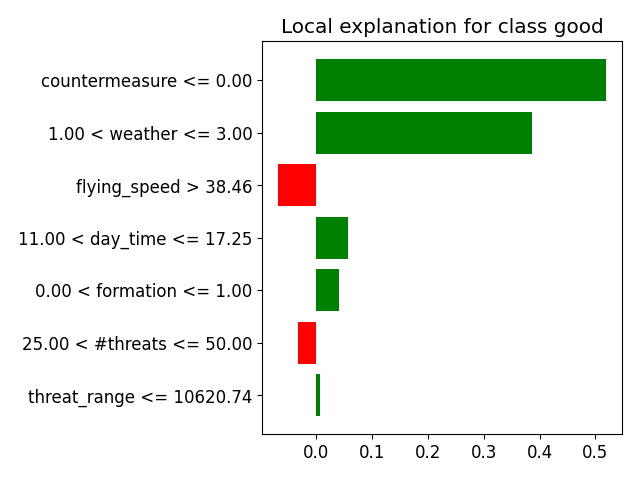 Local explanation for class good
countermeasure <= 0.00
1.00 < weather <= 3.00
flying_speed > 38.46
11.00 < day_time <= 17.25
0.00 < formation <= 1.00
25.00 < #threats <= 50.00
threat_range <= 10620.74
0.0 0.1 0.2 0.3 0.4 0.5